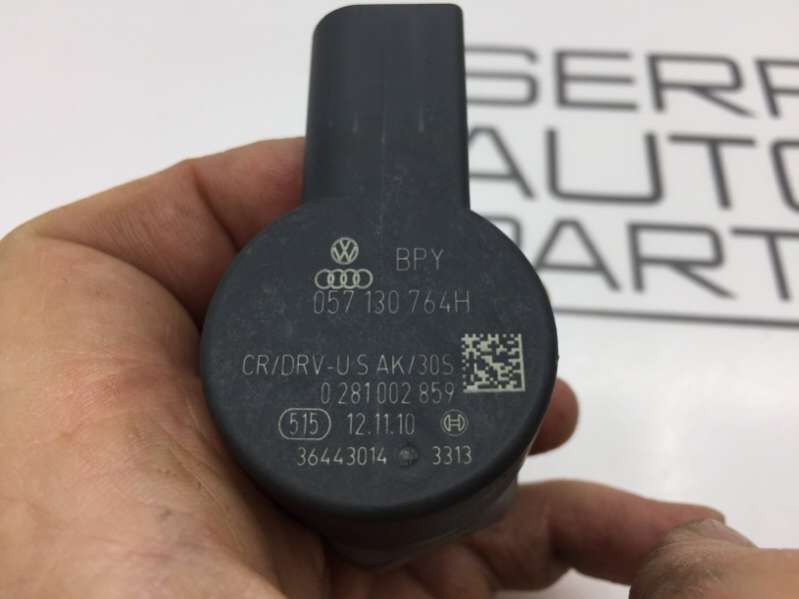 SERR
AUTO
PART
BPY
057 130 764H
CR/DRV-U S AK/30S
0 281 002 859
515 12.11.10
36443014 3313